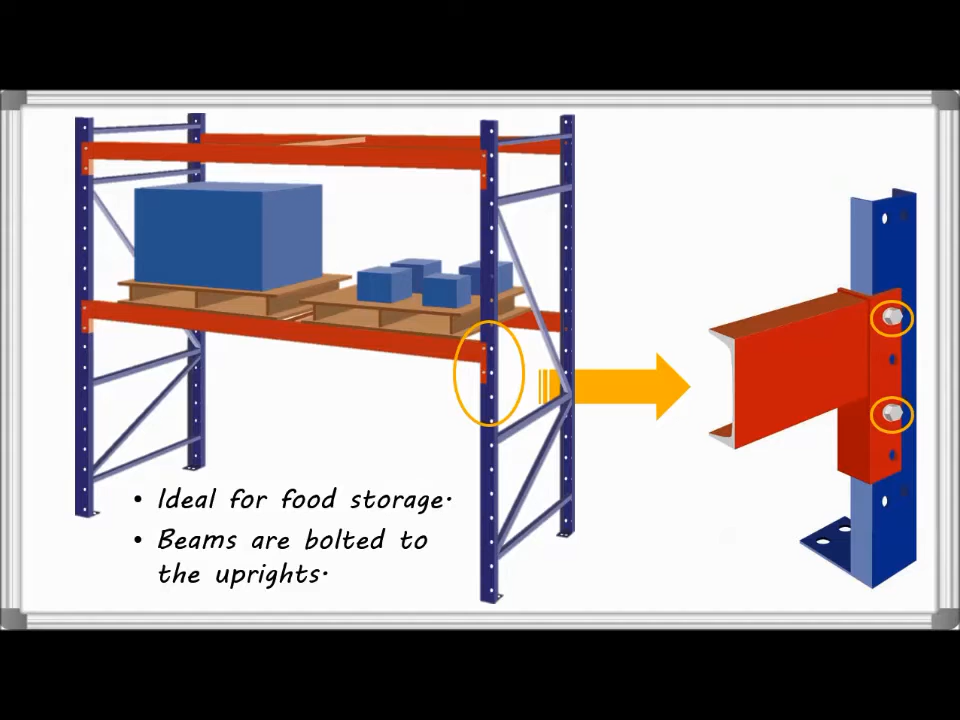 • Ideal for food storage.
• Beams are bolted to
the uprights.